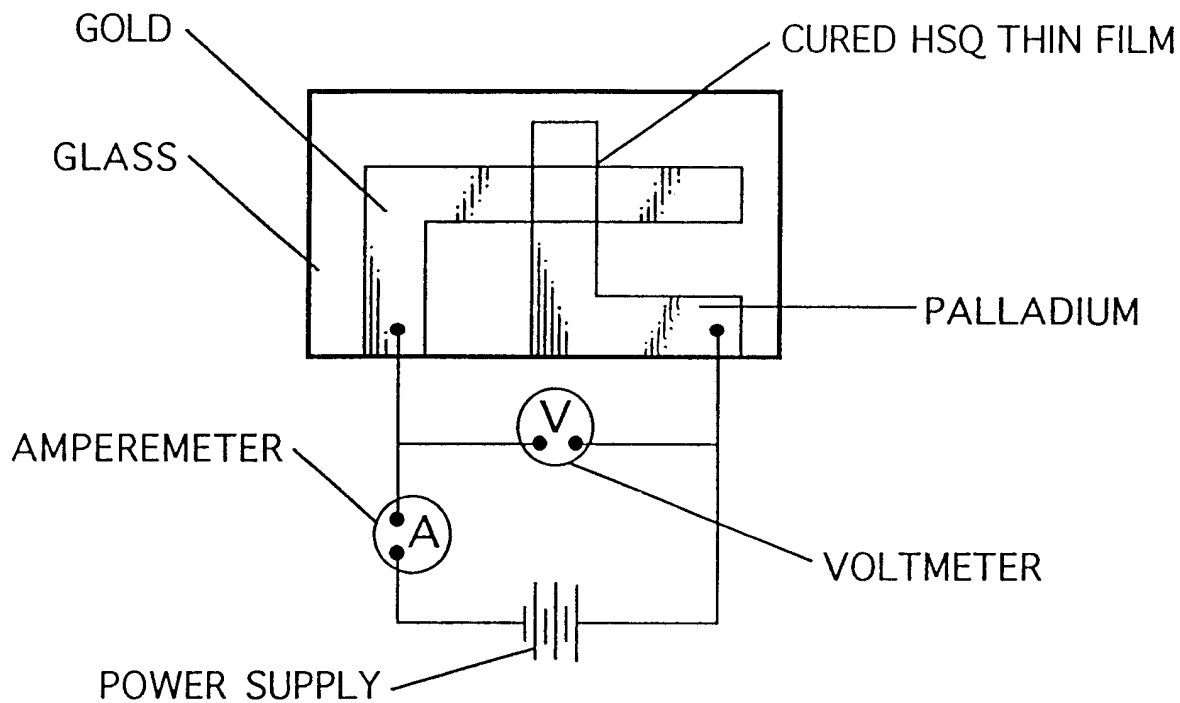 GOLD
CURED HSQ THIN FILM
GLASS
PALLADIUM
V
AMPEREMETER
A
VOLTMETER
POWER SUPPLY